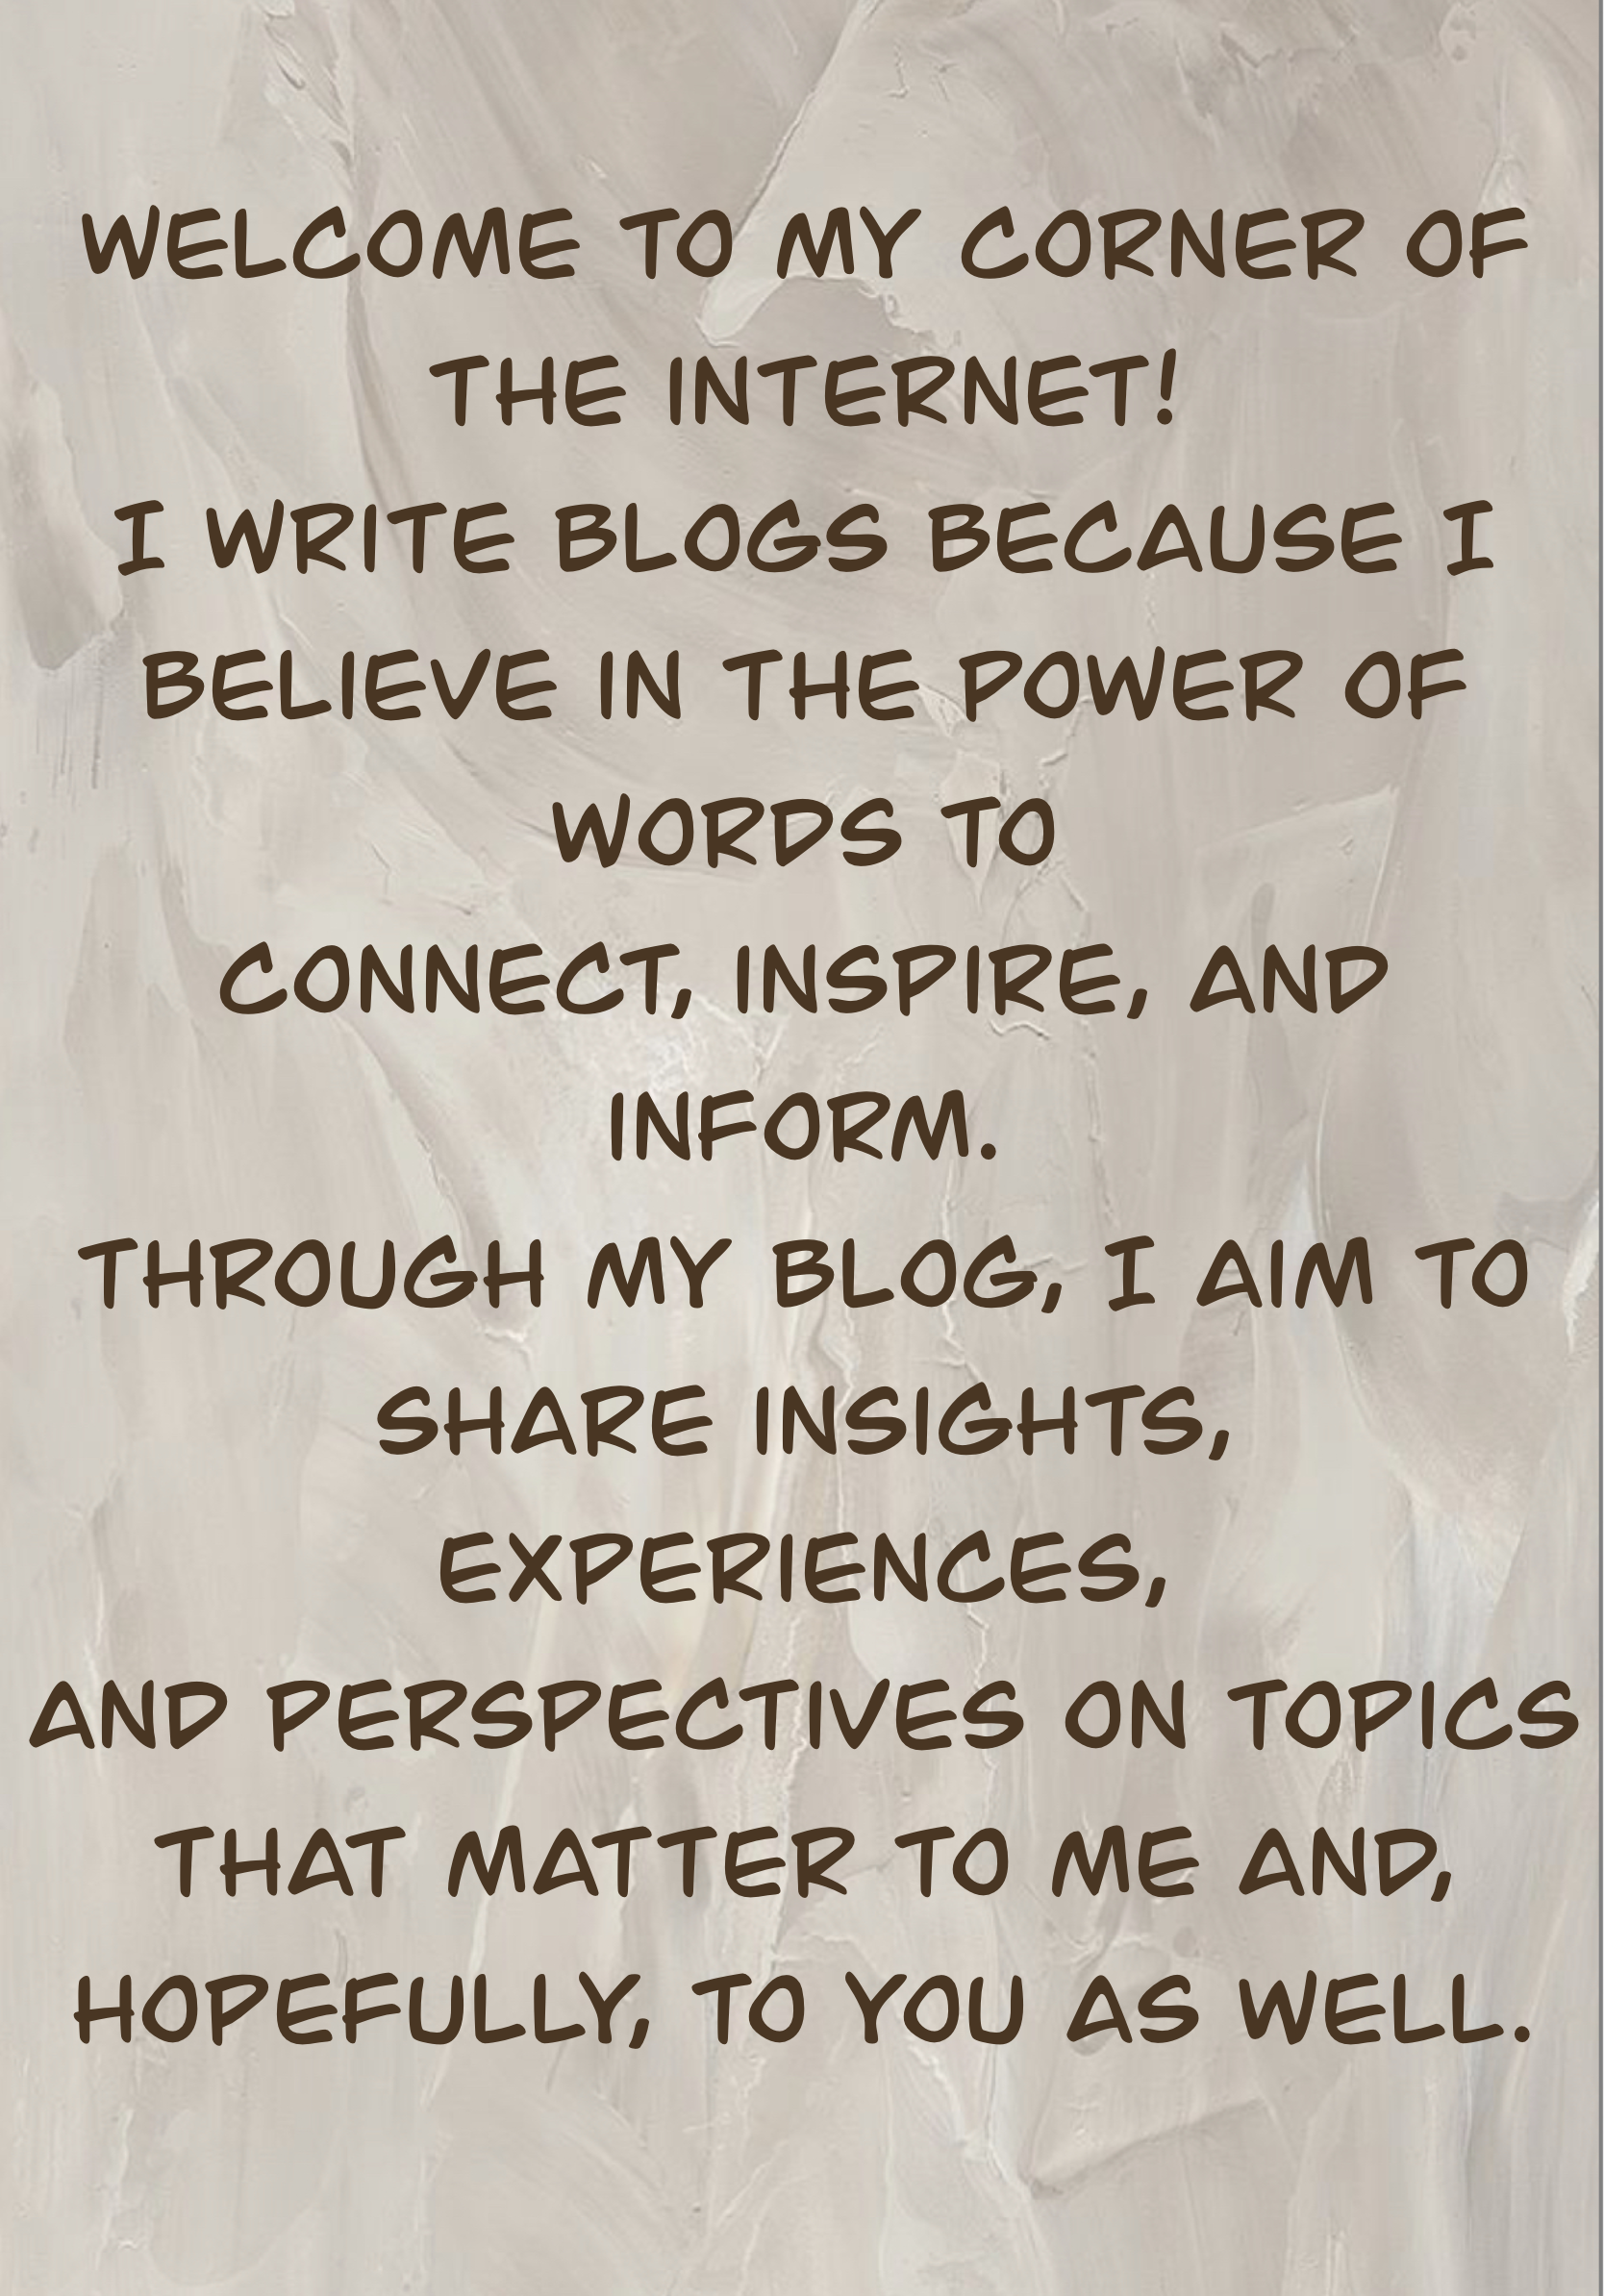 WELCOME TO MY CORNER OF
THE INTERNET!
I WRITE BLOGS BECAUSE I
BELIEVE IN THE POWER OF
WORDS TO
CONNECT, INSPIRE, AND
INFORM.
THROUGH MY BLOG, I AIM TO
SHARE INSIGHTS,
EXPERIENCES,
AND PERSPECTIVES ON TOPICS
THAT MATTER TO ME AND,
HOPEFULLY, TO YOU AS WELL.